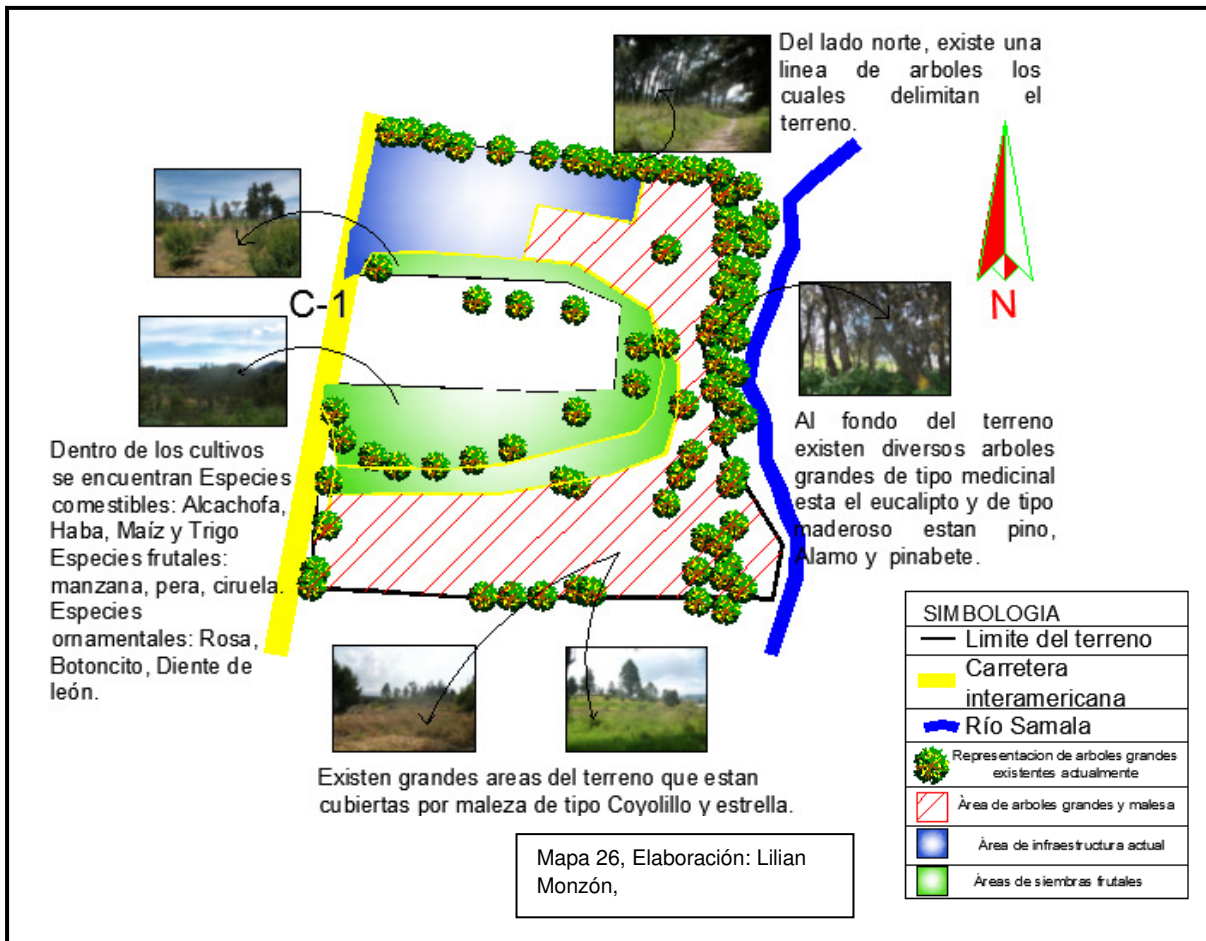 Del lado norte, existe una
linea de arboles los
cuales delimitan el
terreno.
N
C-1
Dentro de los cultivos
se encuentran Especies
comestibles: Alcachofa,
Haba, Maíz y Trigo
Especies frutales:
manzana, pera, ciruela.
Especies
ornamentales: Rosa,
Botoncito, Diente de
león.
Al fondo del terreno
existen diversos arboles
grandes de tipo medicinal
esta el eucalipto y de tipo
maderoso estan pino,
Alamo y pinabete.
Existen grandes areas del terreno que estan
cubiertas por maleza de tipo Coyolillo y estrella.
SIMBOLOGIA
Limite del terreno
Carretera
interamericana
Río Samala
Representacion de arboles grandes
existentes actualmente
Àrea de arboles grandes y malesa
Àrea de infraestructura actual
Àreas de siembras frutales
Mapa 26, Elaboración: Lilian
Monzón,